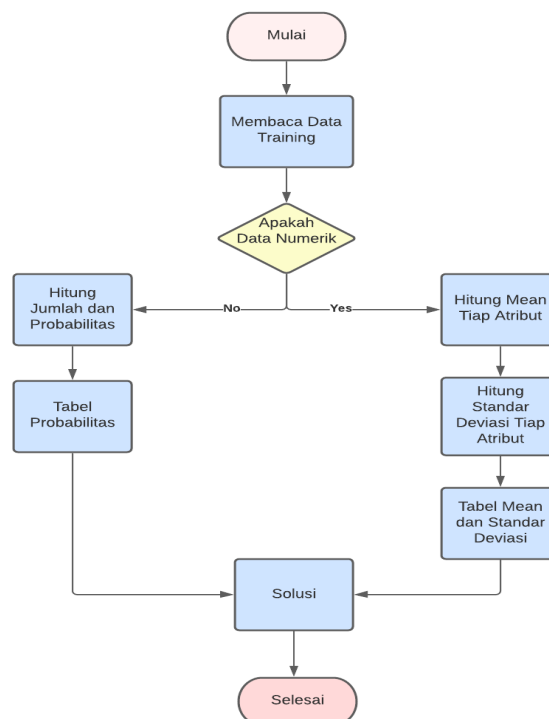 Mulai
Membaca Data
Training
Apakah
Data Numerik
No
Yes
Hitung
Jumlah dan
Probabilitas
Hitung Mean
Tiap Atribut
Tabel
Probabilitas
Hitung
Standar
Deviasi Tiap
Atribut
Tabel Mean
dan Standar
Deviasi
Solusi
Selesai